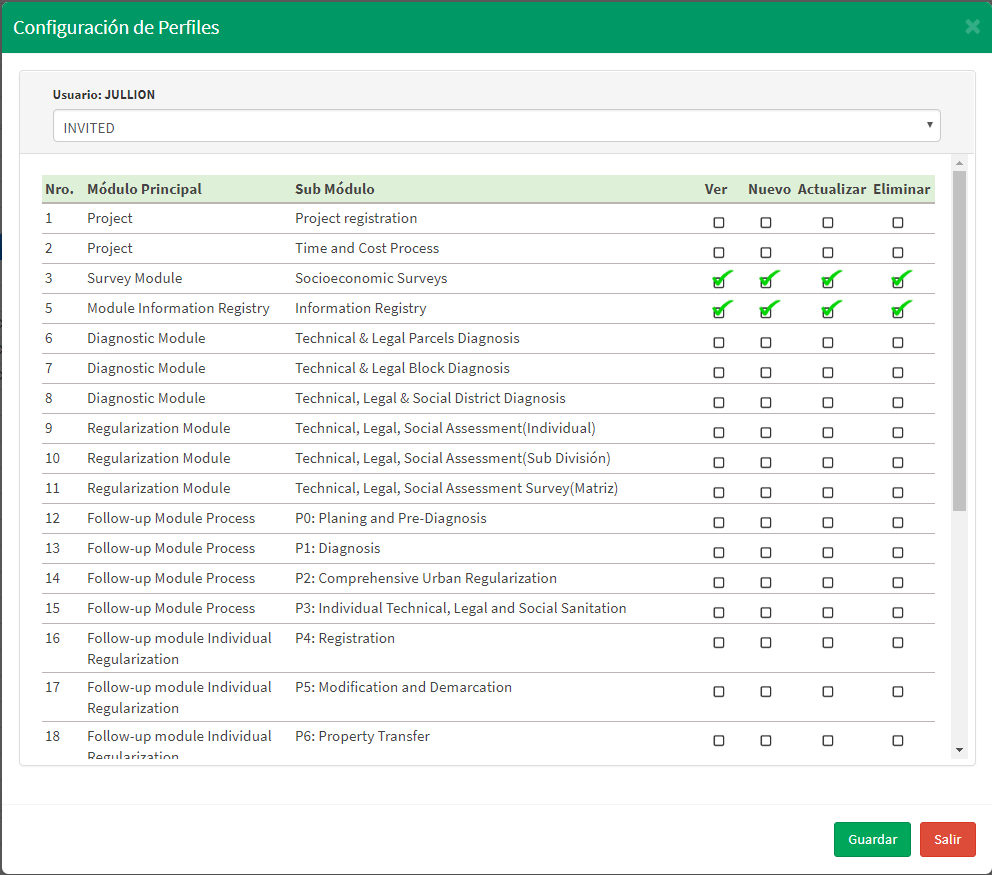 Configuración de Perfiles
Usuario: JULLION
INVITED
Nro. Módulo Principal Sub Módulo Ver Nuevo Actualizar Eliminar
1 Project Project registration
2 Project Time and Cost Process
3 Survey Module Socioeconomic Surveys
5 Module Information Registry Information Registry
6 Diagnostic Module Technical & Legal Parcels Diagnosis
7 Diagnostic Module Technical & Legal Block Diagnosis
8 Diagnostic Module Technical, Legal & Social District Diagnosis
9 Regularization Module Technical, Legal, Social Assessment(Individual)
10 Regularization Module Technical, Legal, Social Assessment(Sub División)
11 Regularization Module Technical, Legal, Social Assessment Survey(Matriz)
12 Follow-up Module Process P0: Planing and Pre-Diagnosis
13 Follow-up Module Process P1: Diagnosis
14 Follow-up Module Process P2: Comprehensive Urban Regularization
15 Follow-up Module Process P3: Individual Technical, Legal and Social Sanitation
16 Follow-up module Individual P4: Registration
Regularization
17 Follow-up module Individual P5: Modification and Demarcation
Regularization
18 Follow-up module Individual P6: Property Transfer
Regularization
Guardar Salir